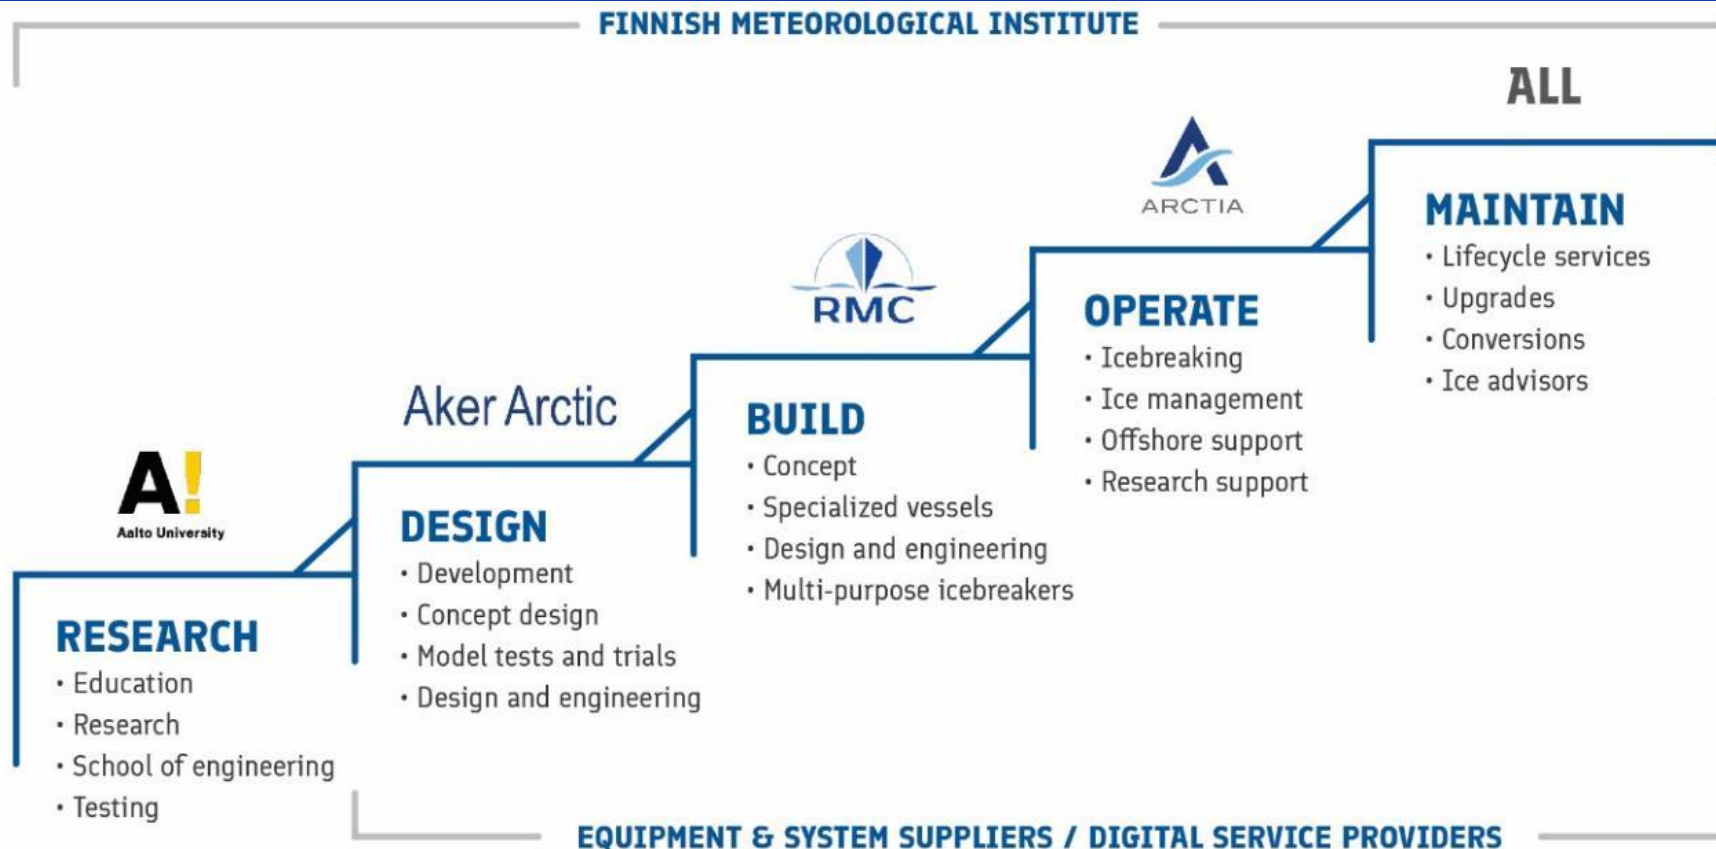 FINNISH METEOROLOGICAL INSTITUTE
A!
Aalto University
RESEARCH
• Education
• Research
• School of engineering
• Testing
Aker Arctic
DESIGN
• Development
• Concept design
• Model tests and trials
• Design and engineering
RMC
BUILD
• Concept
• Specialized vessels
• Design and engineering
• Multi-purpose icebreakers
ARCTIA
OPERATE
• Icebreaking
• Ice management
• Offshore support
• Research support
ALL
MAINTAIN
• Lifecycle services
• Upgrades
• Conversions
• Ice advisors
EQUIPMENT & SYSTEM SUPPLIERS / DIGITAL SERVICE PROVIDERS